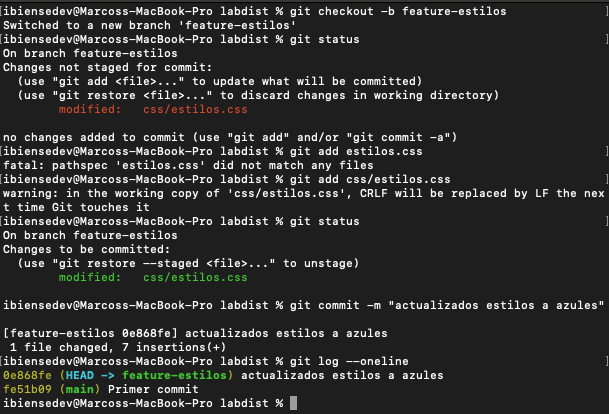 [ibiensedev@Marcoss-MacBook-Pro labdist % git checkout -b feature-estilos ]
Switched to a new branch 'feature-estilos'
[ibiensedev@Marcoss-MacBook-Pro labdist % git status ]
On branch feature-estilos
Changes not staged for commit:
  (use "git add <file>..." to update what will be committed)
  (use "git restore <file>..." to discard changes in working directory)
        modified:   css/estilos.css

no changes added to commit (use "git add" and/or "git commit -a")
[ibiensedev@Marcoss-MacBook-Pro labdist % git add estilos.css ]
fatal: pathspec 'estilos.css' did not match any files
[ibiensedev@Marcoss-MacBook-Pro labdist % git add css/estilos.css ]
warning: in the working copy of 'css/estilos.css', CRLF will be replaced by LF the nex
t time Git touches it
[ibiensedev@Marcoss-MacBook-Pro labdist % git status ]
On branch feature-estilos
Changes to be committed:
  (use "git restore --staged <file>..." to unstage)
        modified:   css/estilos.css

ibiensedev@Marcoss-MacBook-Pro labdist % git commit -m "actualizados estilos a azules"

[feature-estilos 0e868fe] actualizados estilos a azules
 1 file changed, 7 insertions(+)
[ibiensedev@Marcoss-MacBook-Pro labdist % git log --oneline ]
0e868fe (HEAD -> feature-estilos) actualizados estilos a azules
fe51b09 (main) Primer commit
ibiensedev@Marcoss-MacBook-Pro labdist %